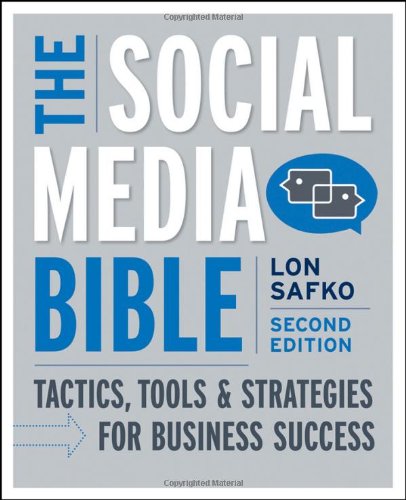 Copyrighted Material
THE SOCIAL
MEDIA
BIBLE
LON
SAFKO
SECOND
EDITION
TACTICS, TOOLS & STRATEGIES
FOR BUSINESS SUCCESS
Copyrighted Material